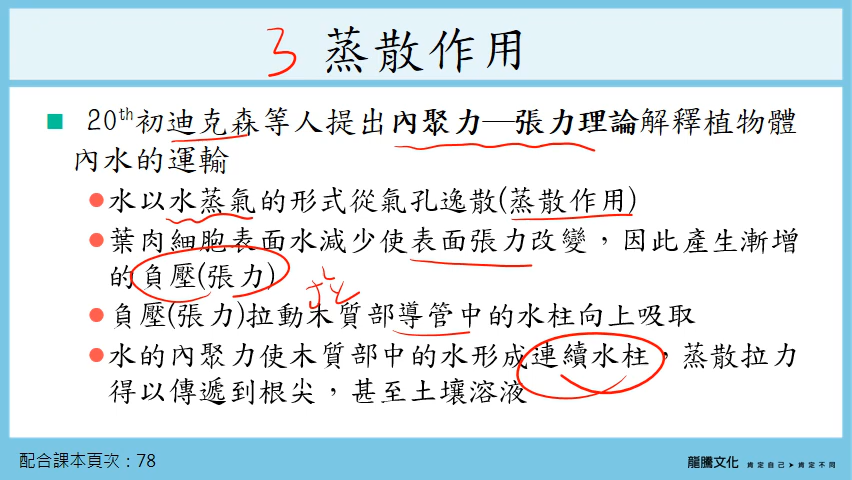 3 蒸散作用
20th初迪克森等人提出內聚力─張力理論解釋植物體
內水的運輸
水以水蒸氣的形式從氣孔逸散(蒸散作用)
葉肉細胞表面水減少使表面張力改變，因此產生漸增
的負壓(張力)
負壓(張力)拉動木質部導管中的水柱向上吸取
水的內聚力使木質部中的水形成連續水柱，蒸散拉力
得以傳遞到根尖，甚至土壤溶液
配合課本頁次：78
龍騰文化 肯定自己➤肯定不同